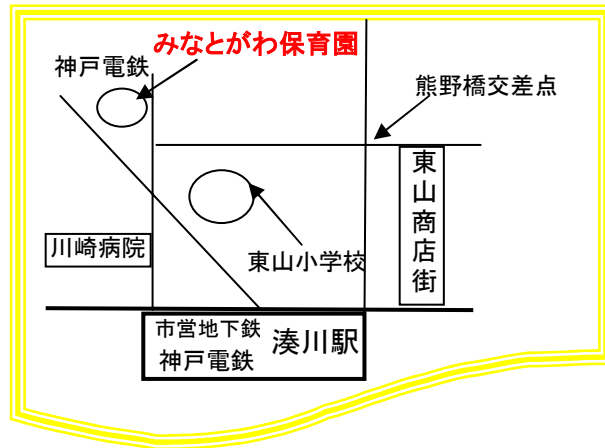 みなとがわ保育園
神戸電鉄
熊野橋交差点
東山商店街
川崎病院
東山小学校
市営地下鉄
神戸電鉄
湊川駅